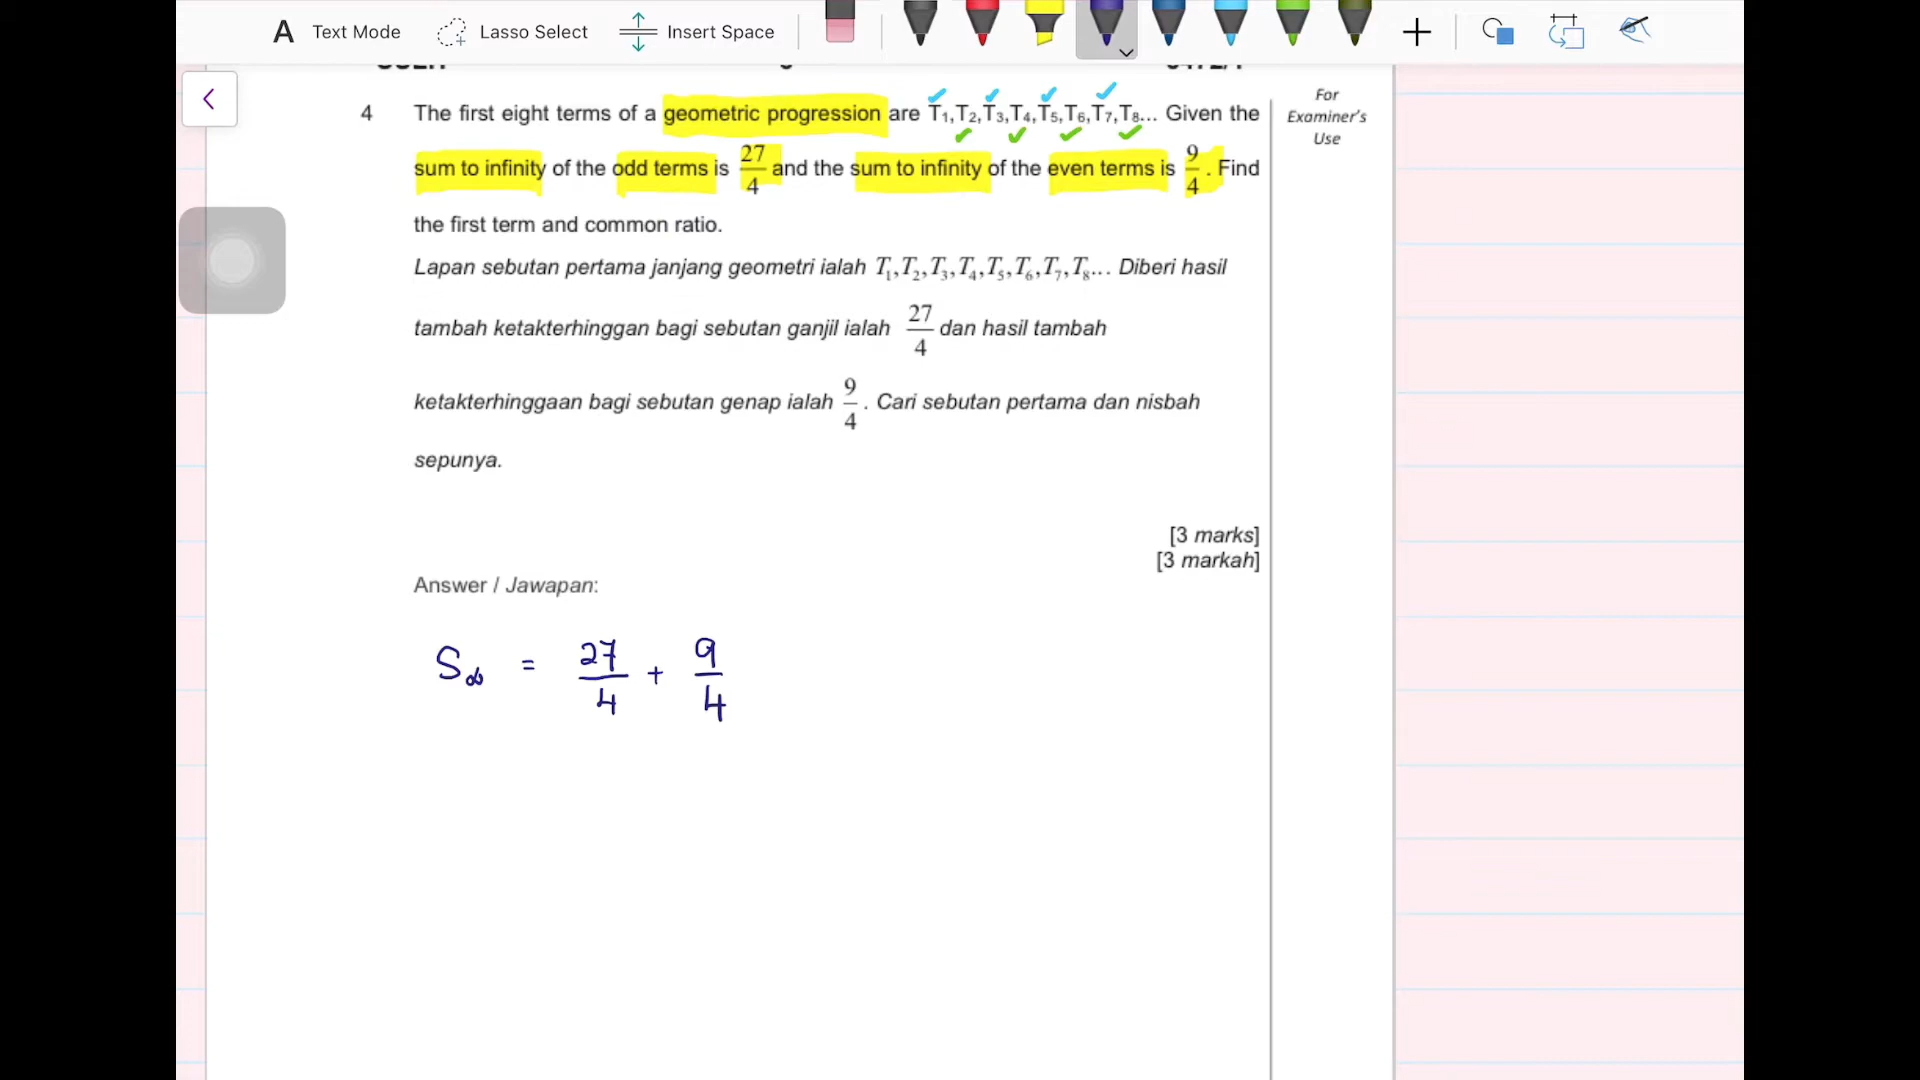 A Text Mode Lasso Select Insert Space
4 The first eight terms of a geometric progression are T₁,T₂,T₃,T₄,T₅,T₆,T₇,T₈... Given the
sum to infinity of the odd terms is 27/4 and the sum to infinity of the even terms is 9/4 . Find
the first term and common ratio.
Lapan sebutan pertama janjang geometri ialah T₁,T₂,T₃,T₄,T₅,T₆,T₇,T₈... Diberi hasil
tambah ketakterhinggan bagi sebutan ganjil ialah 27/4 dan hasil tambah
ketakterhinggaan bagi sebutan genap ialah 9/4 . Cari sebutan pertama dan nisbah
sepunya.
[3 marks]
[3 markah]
Answer / Jawapan:
S∞ = 27/4 + 9/4
For
Examiner's
Use